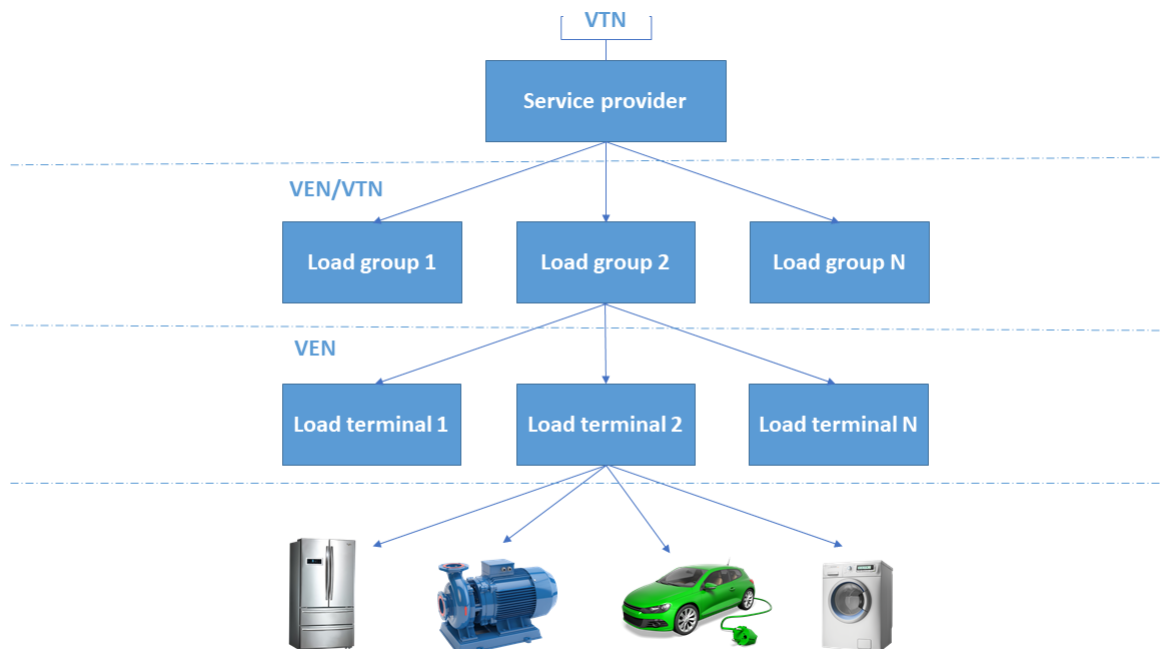 VTN
Service provider
VEN/VTN
Load group 1
Load group 2
Load group N
VEN
Load terminal 1
Load terminal 2
Load terminal N